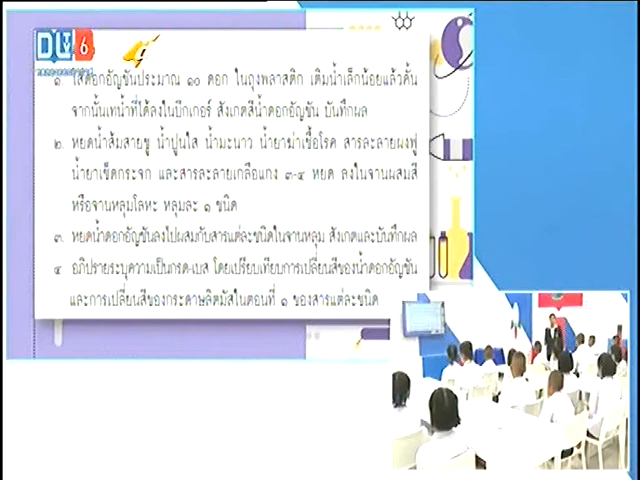 DLTV 6
๑. ใส่ดอกอัญชันประมาณ ๑๐ ดอก ในถุงพลาสติก เติมน้ำเล็กน้อยแล้วคั้น
จากนั้นเทน้ำที่ได้ลงในบีกเกอร์ สังเกตสีน้ำดอกอัญชัน บันทึกผล
๒. หยดน้ำส้มสายชู น้ำปูนใส น้ำมะนาว น้ำยาฆ่าเชื้อโรค สารละลายผงฟู
น้ำยาเช็ดกระจก และสารละลายเกลือแกง ๓-๔ หยด ลงในจานผสมสี
หรือจานหลุมโลหะ หลุมละ ๑ ชนิด
๓. หยดน้ำดอกอัญชันลงไปผสมกับสารแต่ละชนิดในจานหลุม สังเกตและบันทึกผล
๔ อภิปรายระบุความเป็นกรด-เบส โดยเปรียบเทียบการเปลี่ยนสีของน้ำดอกอัญชัน
และการเปลี่ยนสีของกระดาษลิตมัสในตอนที่ ๑ ของสารแต่ละชนิด